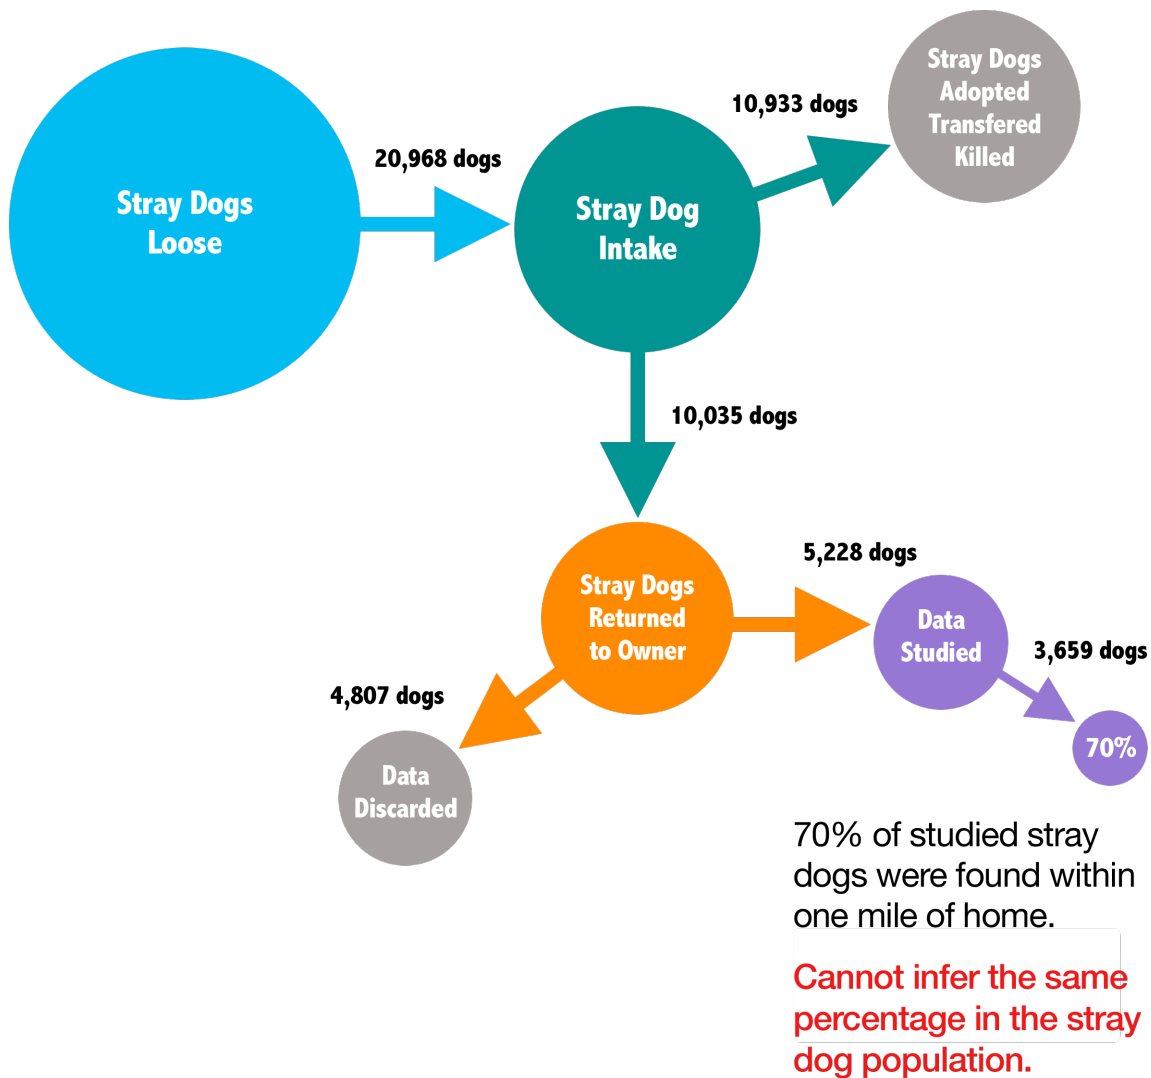 Stray Dogs
Loose
20,968 dogs
Stray Dog
Intake
10,933 dogs
Stray Dogs
Adopted
Transfered
Killed
10,035 dogs
Stray Dogs
Returned
to Owner
5,228 dogs
Data
Studied
3,659 dogs
70%
4,807 dogs
Data
Discarded
70% of studied stray
dogs were found within
one mile of home.
Cannot infer the same
percentage in the stray
dog population.